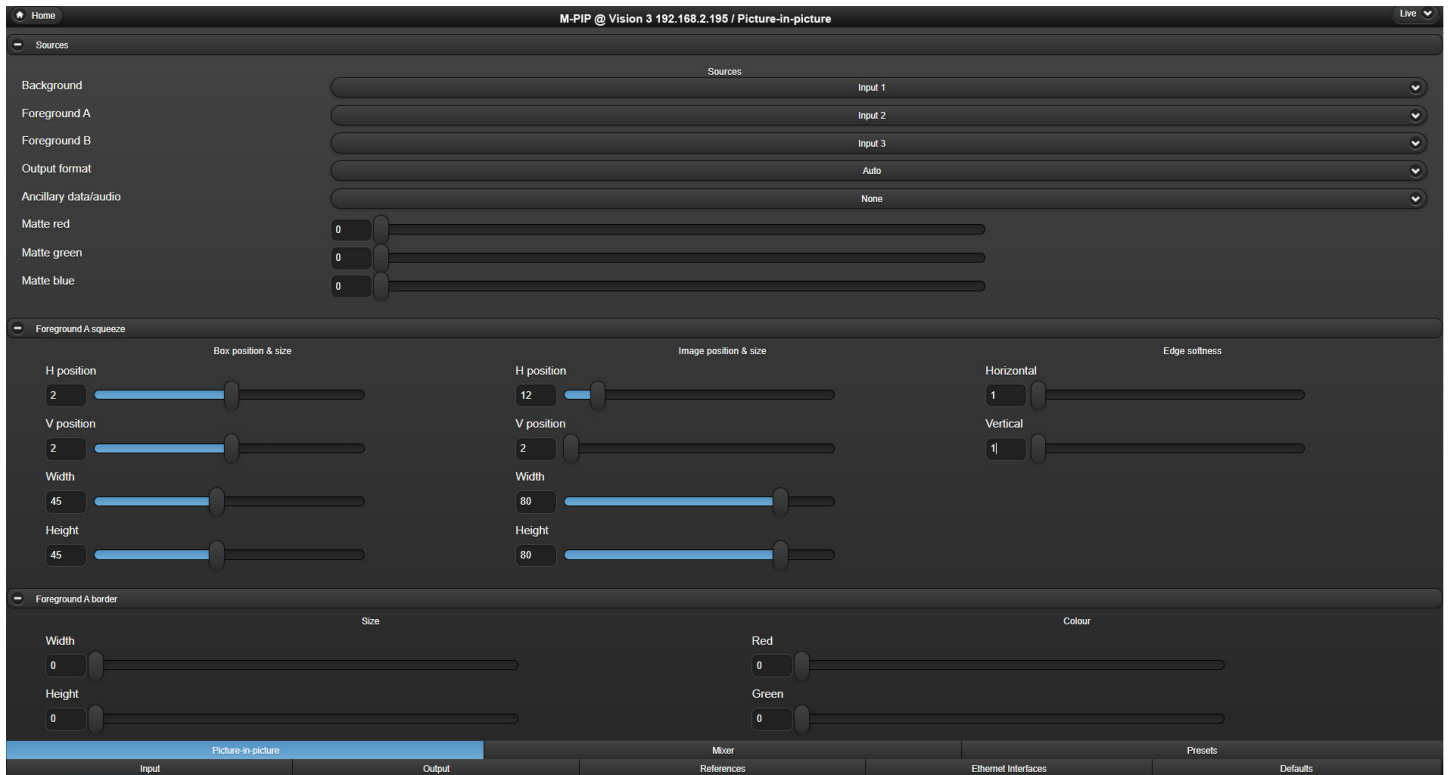 Home
M-PIP @ Vision 3 192.168.2.195 / Picture-in-picture
Live
Sources
Sources
Background
Input 1
Foreground A
Input 2
Foreground B
Input 3
Output format
Auto
Ancillary data/audio
None
Matte red
0
Matte green
0
Matte blue
0
Foreground A squeeze
Box position & size
H position
2
V position
2
Width
45
Height
45
Image position & size
H position
12
V position
2
Width
80
Height
80
Edge softness
Horizontal
1
Vertical
1
Foreground A border
Size
Width
0
Height
0
Colour
Red
0
Green
0
Picture-in-picture
Mixer
Presets
Input
Output
References
Ethernet Interfaces
Defaults